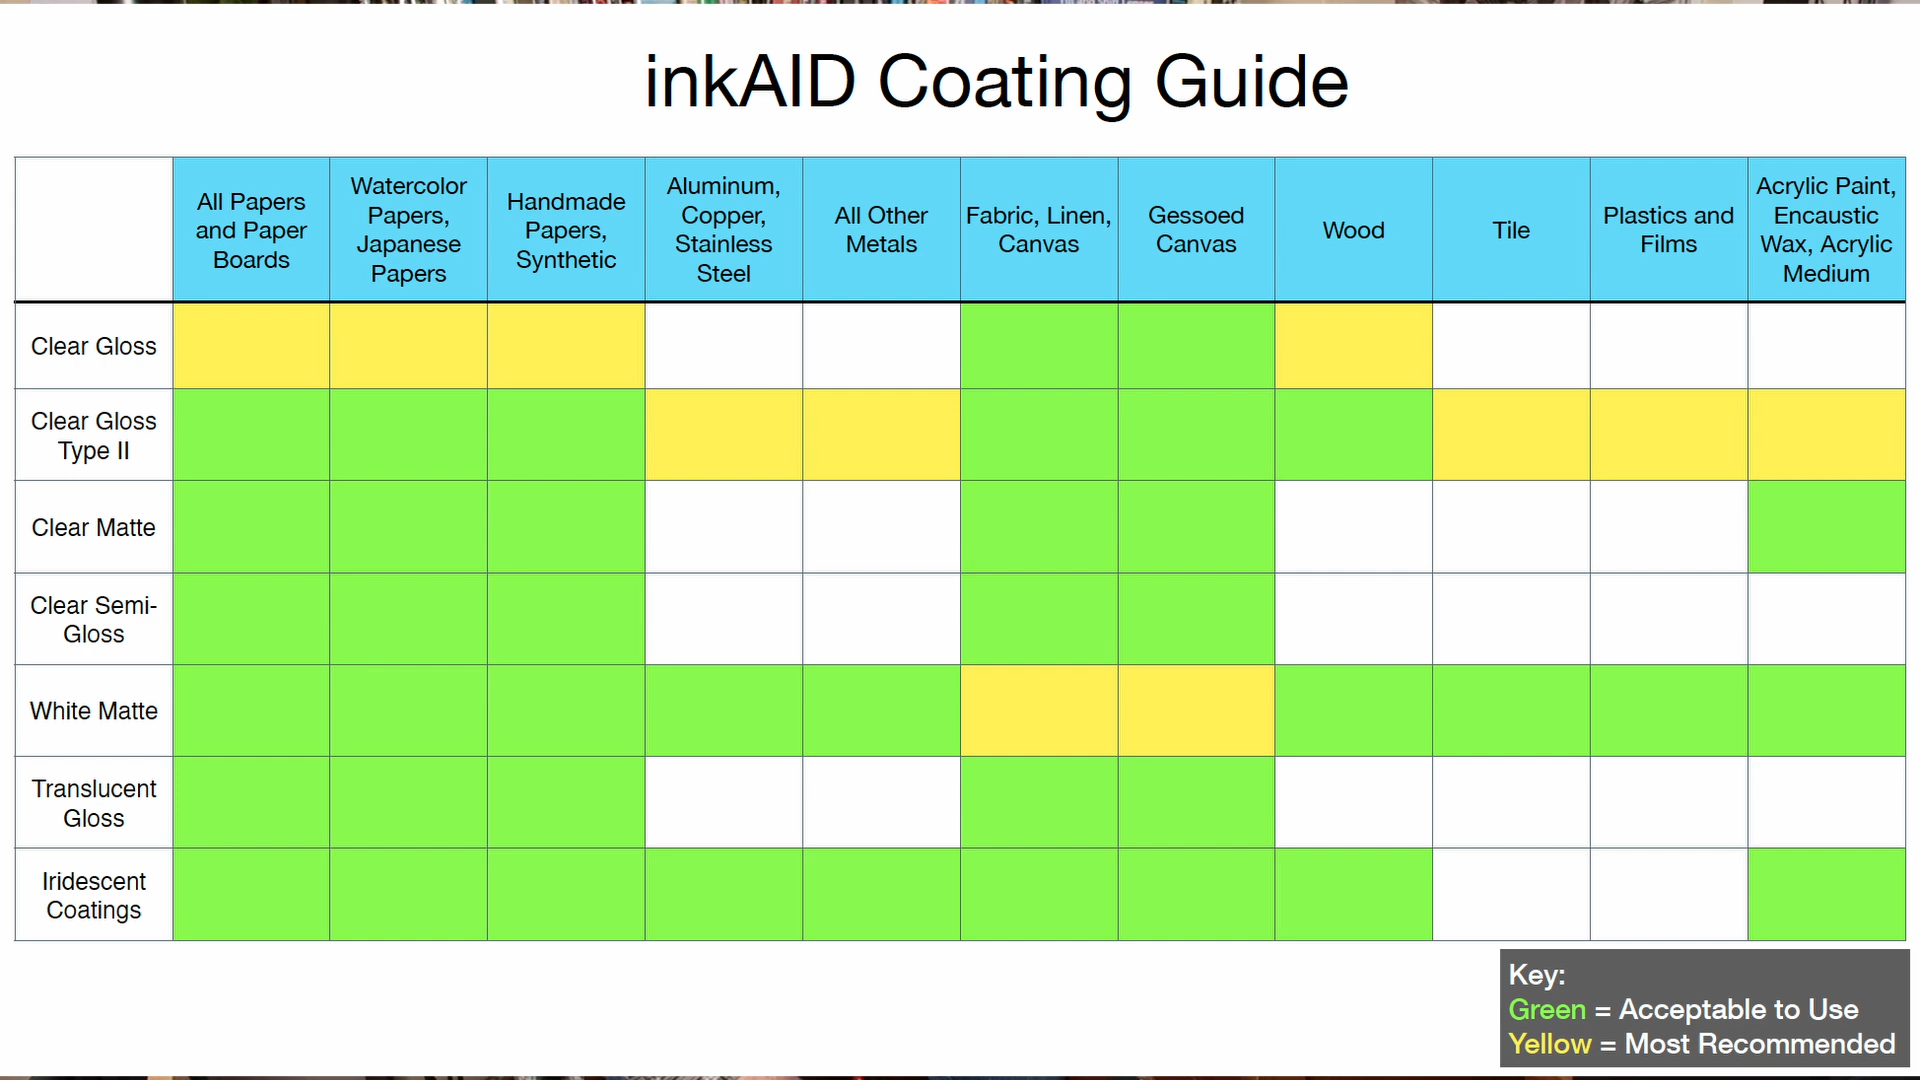 inkAID Coating Guide
All Papers
and Paper
Boards
Watercolor
Papers,
Japanese
Papers
Handmade
Papers,
Synthetic
Aluminum,
Copper,
Stainless
Steel
All Other
Metals
Fabric, Linen,
Canvas
Gessoed
Canvas
Wood
Tile
Plastics and
Films
Acrylic Paint,
Encaustic
Wax, Acrylic
Medium
Clear Gloss
Clear Gloss
Type II
Clear Matte
Clear Semi-
Gloss
White Matte
Translucent
Gloss
Iridescent
Coatings
Key:
Green = Acceptable to Use
Yellow = Most Recommended